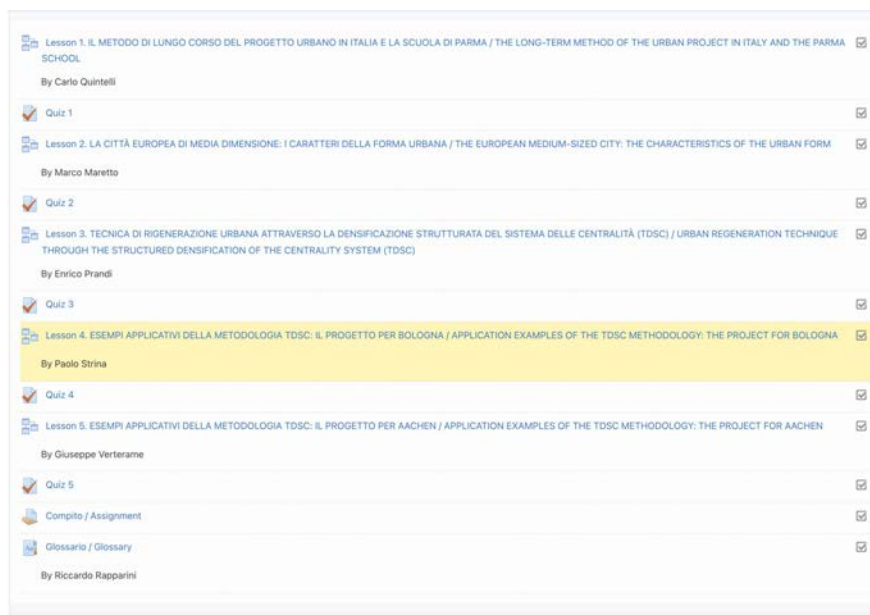 Lesson 1. IL METODO DI LUNGO CORSO DEL PROGETTO URBANO IN ITALIA E LA SCUOLA DI PARMA / THE LONG-TERM METHOD OF THE URBAN PROJECT IN ITALY AND THE PARMA
SCHOOL
By Carlo Quintelli
Quiz 1
Lesson 2. LA CITTÀ EUROPEA DI MEDIA DIMENSIONE: I CARATTERI DELLA FORMA URBANA / THE EUROPEAN MEDIUM-SIZED CITY: THE CHARACTERISTICS OF THE URBAN FORM
By Marco Maretto
Quiz 2
Lesson 3. TECNICA DI RIGENERAZIONE URBANA ATTRAVERSO LA DENSIFICAZIONE STRUTTURATA DEL SISTEMA DELLE CENTRALITÀ (TDSC) / URBAN REGENERATION TECHNIQUE
THROUGH THE STRUCTURED DENSIFICATION OF THE CENTRALITY SYSTEM (TDSC)
By Enrico Prandi
Quiz 3
Lesson 4. ESEMPI APPLICATIVI DELLA METODOLOGIA TDSC: IL PROGETTO PER BOLOGNA / APPLICATION EXAMPLES OF THE TDSC METHODOLOGY: THE PROJECT FOR BOLOGNA
By Paolo Strina
Quiz 4
Lesson 5. ESEMPI APPLICATIVI DELLA METODOLOGIA TDSC: IL PROGETTO PER AACHEN / APPLICATION EXAMPLES OF THE TDSC METHODOLOGY: THE PROJECT FOR AACHEN
By Giuseppe Verterame
Quiz 5
Compito / Assignment
Glossario / Glossary
By Riccardo Rapparini